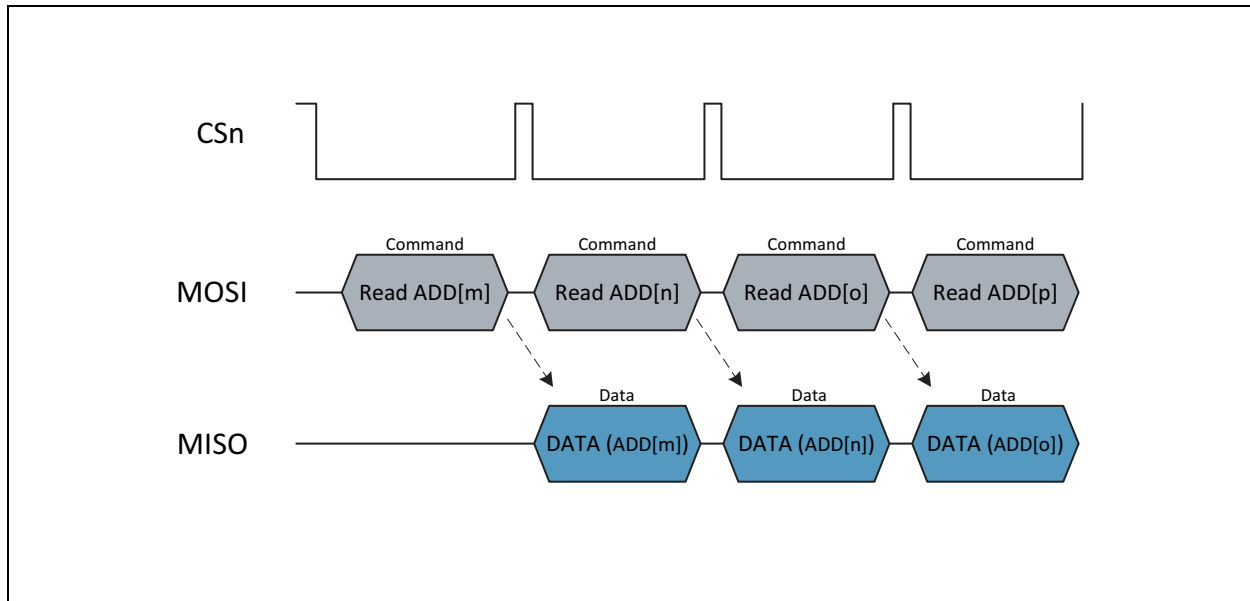 CSn
Command Command Command Command
MOSI Read ADD[m] Read ADD[n] Read ADD[o] Read ADD[p]
Data Data Data
MISO DATA (ADD[m]) DATA (ADD[n]) DATA (ADD[o])